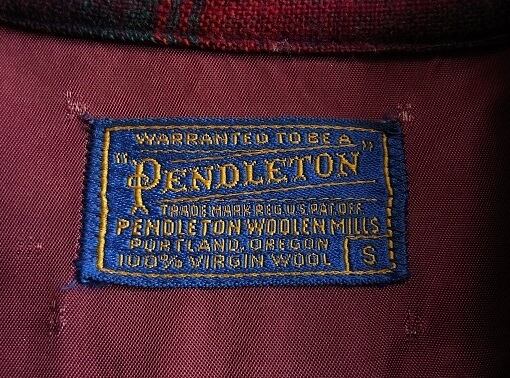 WARRANTED TO BE A
"PENDLETON"
TRADE MARK REG. U.S. PAT. OFF.
PENDLETON WOOLEN MILLS
PORTLAND, OREGON
100% VIRGIN WOOL
S